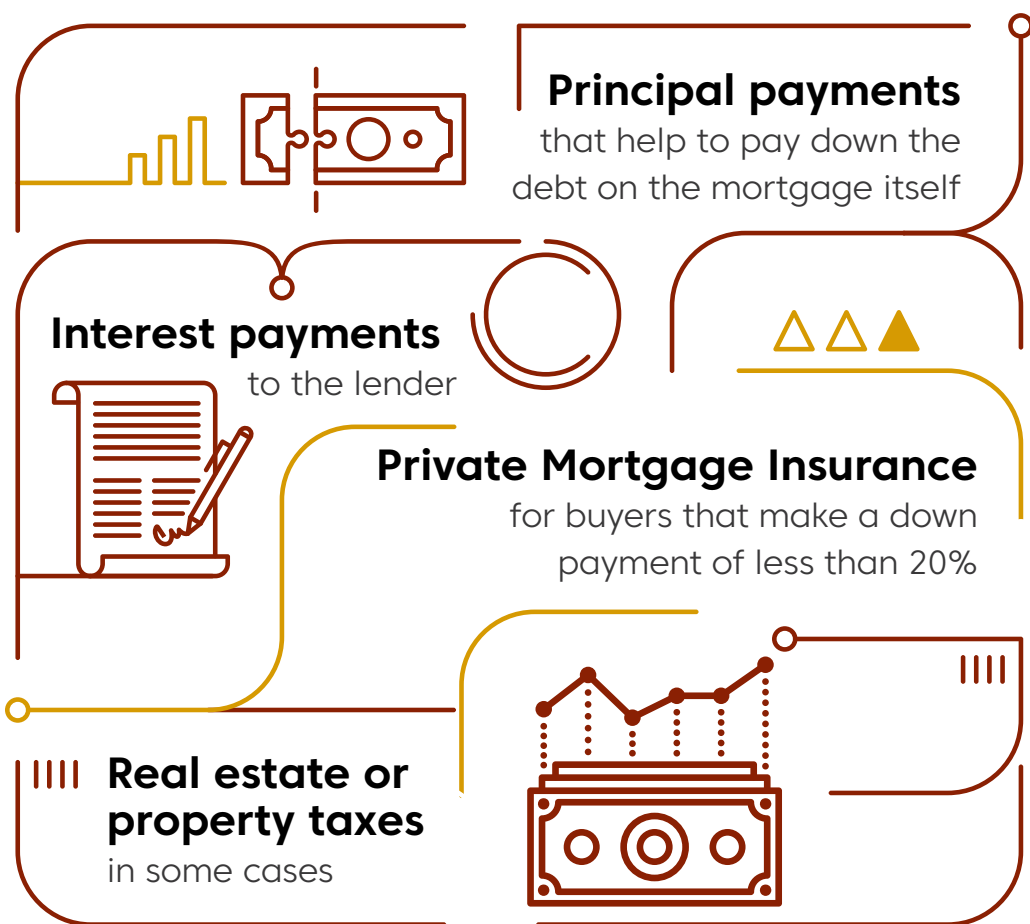 Principal payments
that help to pay down the
debt on the mortgage itself
Interest payments
to the lender
Private Mortgage Insurance
for buyers that make a down
payment of less than 20%
Real estate or
property taxes
in some cases